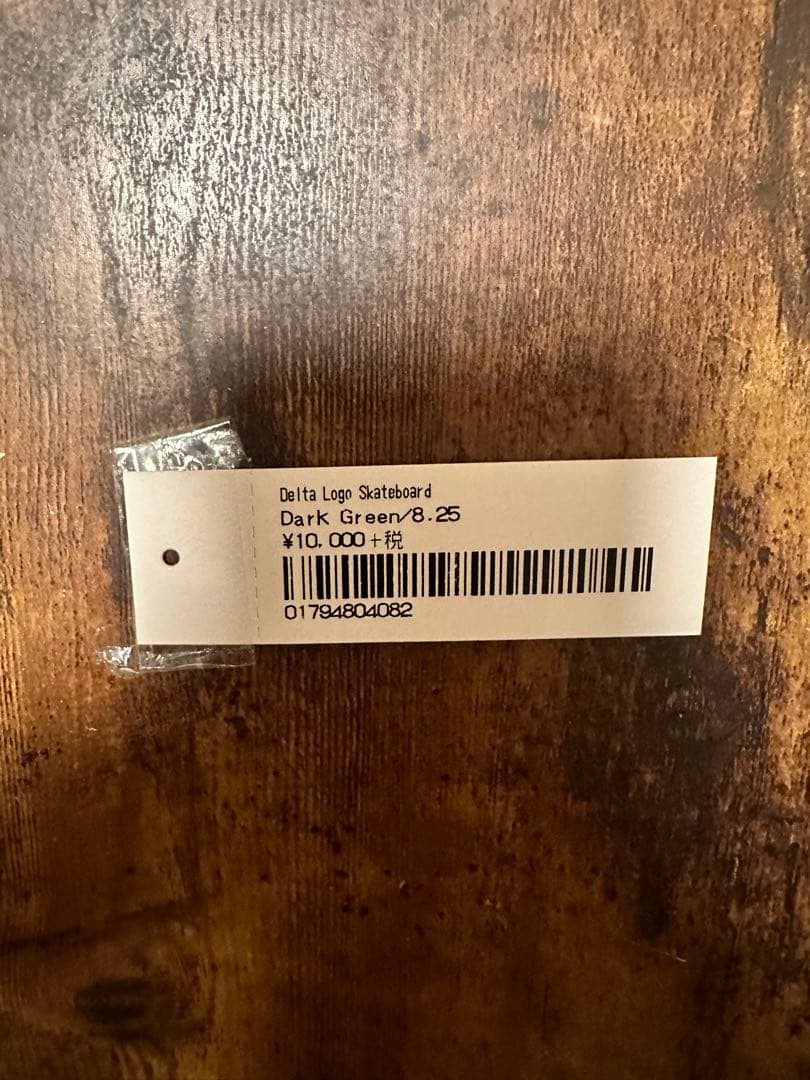 Delta Logo Skateboard
Dark Green/8.25
¥10,000+税
01794804082